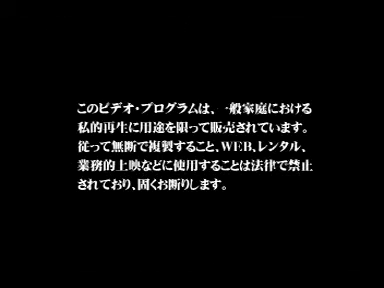 このビデオ・プログラムは、一般家庭における
私的再生に用途を限って販売されています。
従って無断で複製すること、WEB、レンタル、
業務的上映などに使用することは法律で禁止
されており、固くお断りします。